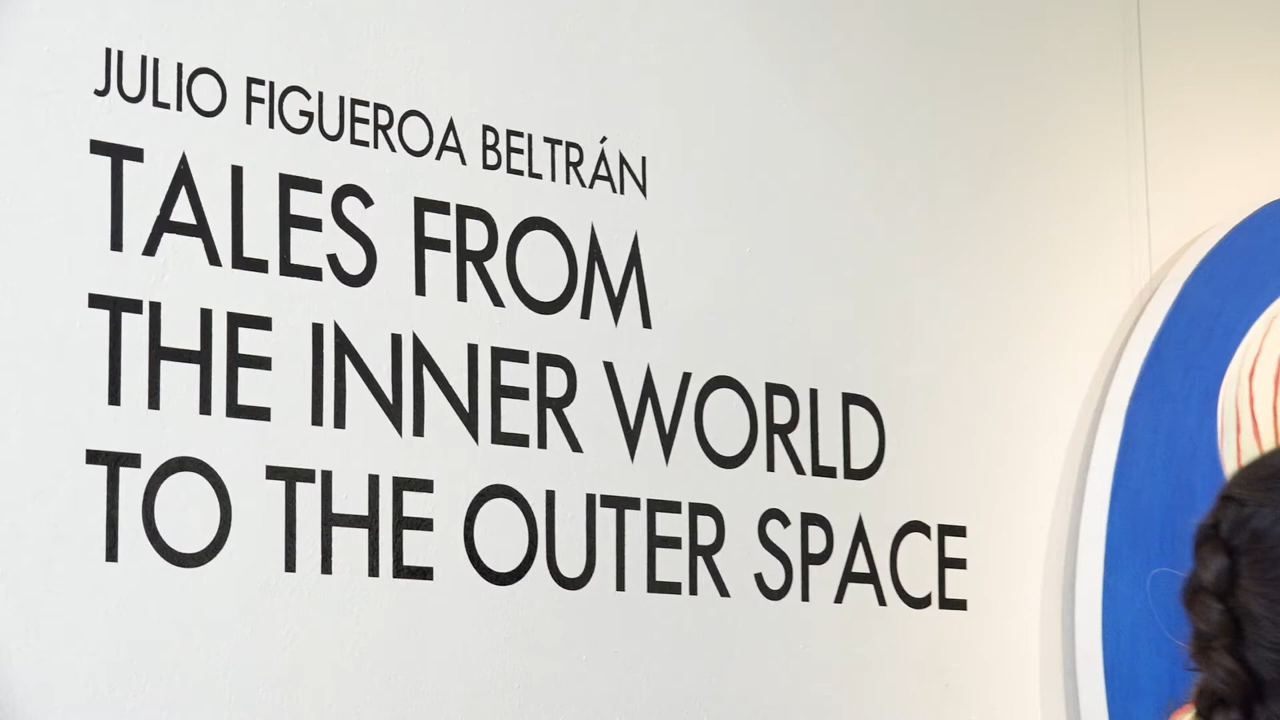 JULIO FIGUEROA BELTRÁN
TALES FROM
THE INNER WORLD
TO THE OUTER SPACE